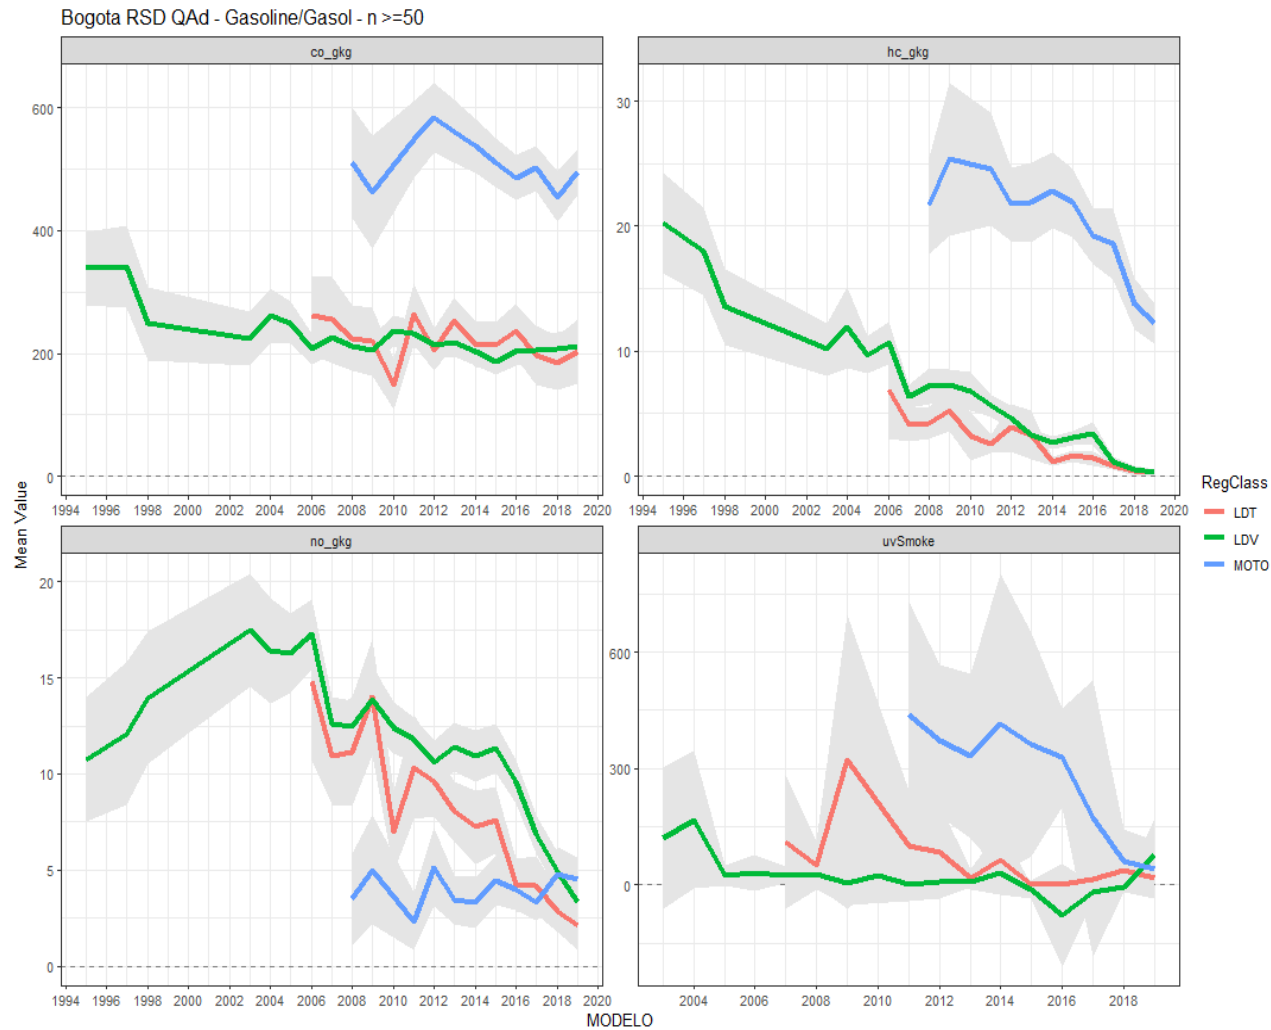 Bogota RSD QAd - Gasoline/Gasol - n >=50
co_gkg
hc_gkg
600
400
200
0
30
20
10
0
1994 1996 1998 2000 2002 2004 2006 2008 2010 2012 2014 2016 2018 2020
1994 1996 1998 2000 2002 2004 2006 2008 2010 2012 2014 2016 2018 2020
Mean Value
no_gkg
uvSmoke
20
15
10
5
0
600
300
0
1994 1996 1998 2000 2002 2004 2006 2008 2010 2012 2014 2016 2018 2020
2004 2006 2008 2010 2012 2014 2016 2018
MODELO
RegClass
LDT
LDV
MOTO